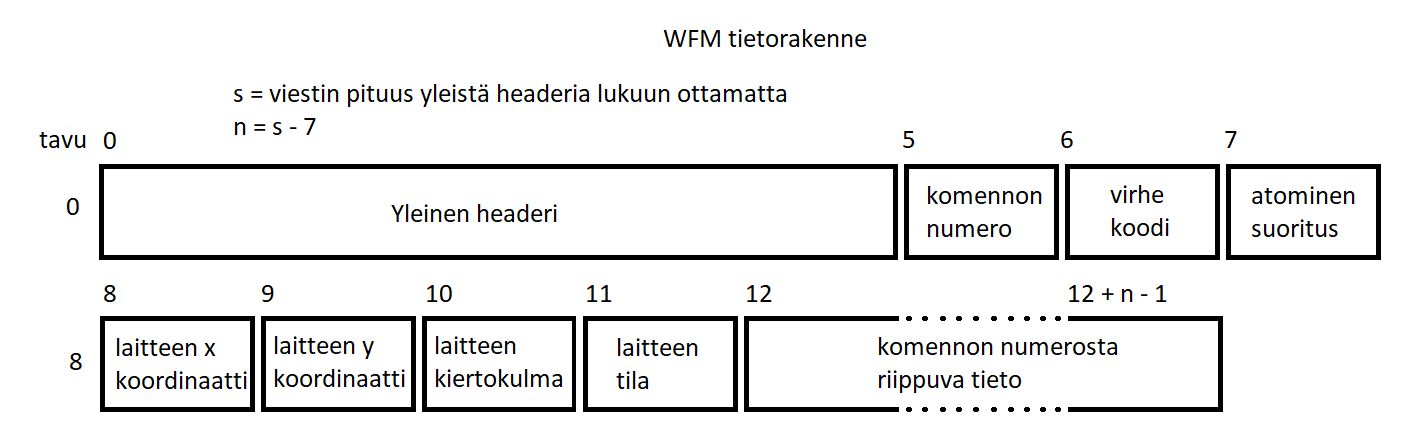 WFM tietorakenne
s = viestin pituus yleistä headeria lukuun ottamatta
n = s - 7
tavu 0 5 6 7
0 Yleinen headeri
komennon
numero
virhe
koodi
atominen
suoritus
8 9 10 11 12 12 + n - 1
8
laitteen x
koordinaatti
laitteen y
koordinaatti
laitteen
kiertokulma
laitteen
tila
komennon numerosta
riippuva tieto